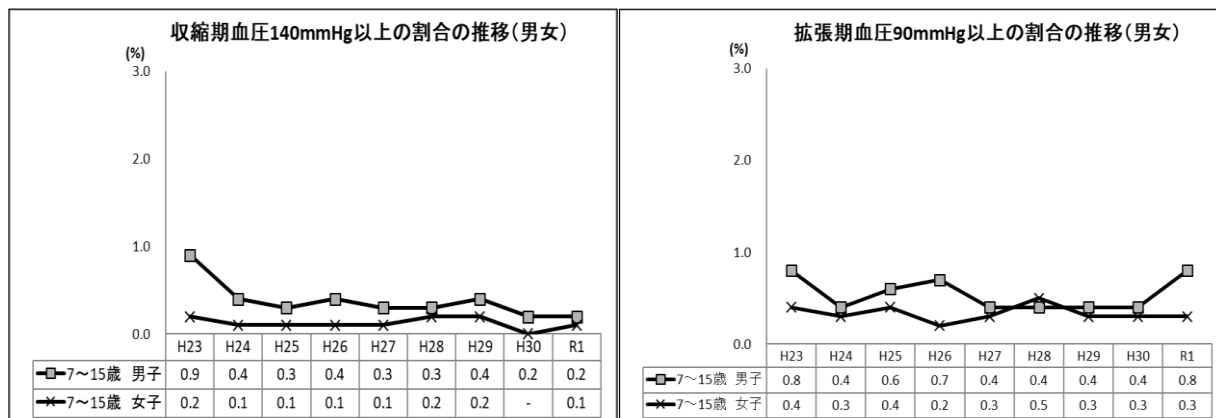 収縮期血圧140mmHg以上の割合の推移(男女)
(%)
3.0
2.0
1.0
0.0
H23 H24 H25 H26 H27 H28 H29 H30 R1
7～15歳 男子 0.9 0.4 0.3 0.4 0.3 0.3 0.4 0.2 0.2
7～15歳 女子 0.2 0.1 0.1 0.1 0.1 0.2 0.2 - 0.1
拡張期血圧90mmHg以上の割合の推移(男女)
(%)
3.0
2.0
1.0
0.0
H23 H24 H25 H26 H27 H28 H29 H30 R1
7～15歳 男子 0.8 0.4 0.6 0.7 0.4 0.4 0.4 0.4 0.8
7～15歳 女子 0.4 0.3 0.4 0.2 0.3 0.5 0.3 0.3 0.3